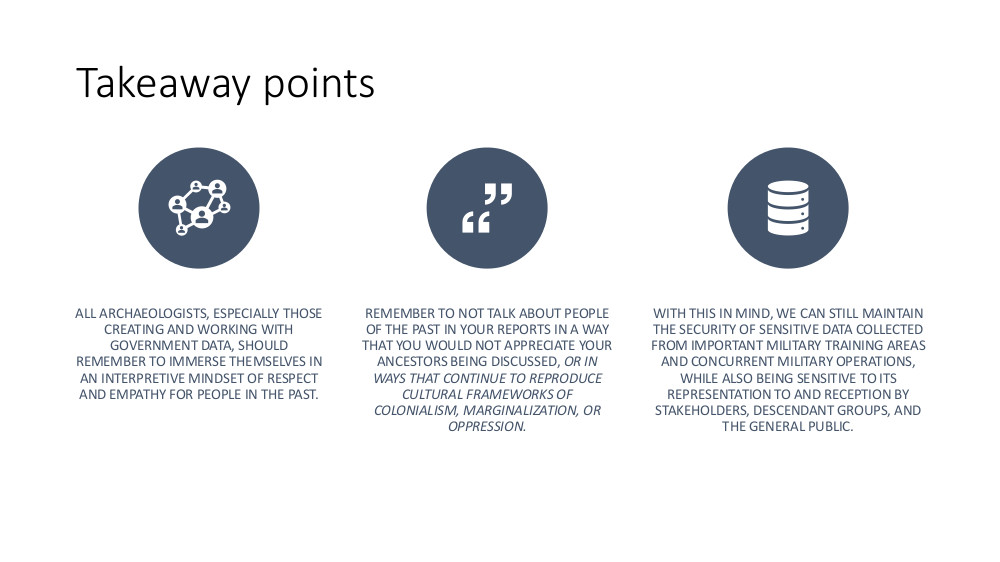 Takeaway points
ALL ARCHAEOLOGISTS, ESPECIALLY THOSE
CREATING AND WORKING WITH
GOVERNMENT DATA, SHOULD
REMEMBER TO IMMERSE THEMSELVES IN
AN INTERPRETIVE MINDSET OF RESPECT
AND EMPATHY FOR PEOPLE IN THE PAST.
REMEMBER TO NOT TALK ABOUT PEOPLE
OF THE PAST IN YOUR REPORTS IN A WAY
THAT YOU WOULD NOT APPRECIATE YOUR
ANCESTORS BEING DISCUSSED, OR IN
WAYS THAT CONTINUE TO REPRODUCE
CULTURAL FRAMEWORKS OF
COLONIALISM, MARGINALIZATION, OR
OPPRESSION.
WITH THIS IN MIND, WE CAN STILL MAINTAIN
THE SECURITY OF SENSITIVE DATA COLLECTED
FROM IMPORTANT MILITARY TRAINING AREAS
AND CONCURRENT MILITARY OPERATIONS,
WHILE ALSO BEING SENSITIVE TO ITS
REPRESENTATION TO AND RECEPTION BY
STAKEHOLDERS, DESCENDANT GROUPS, AND
THE GENERAL PUBLIC.